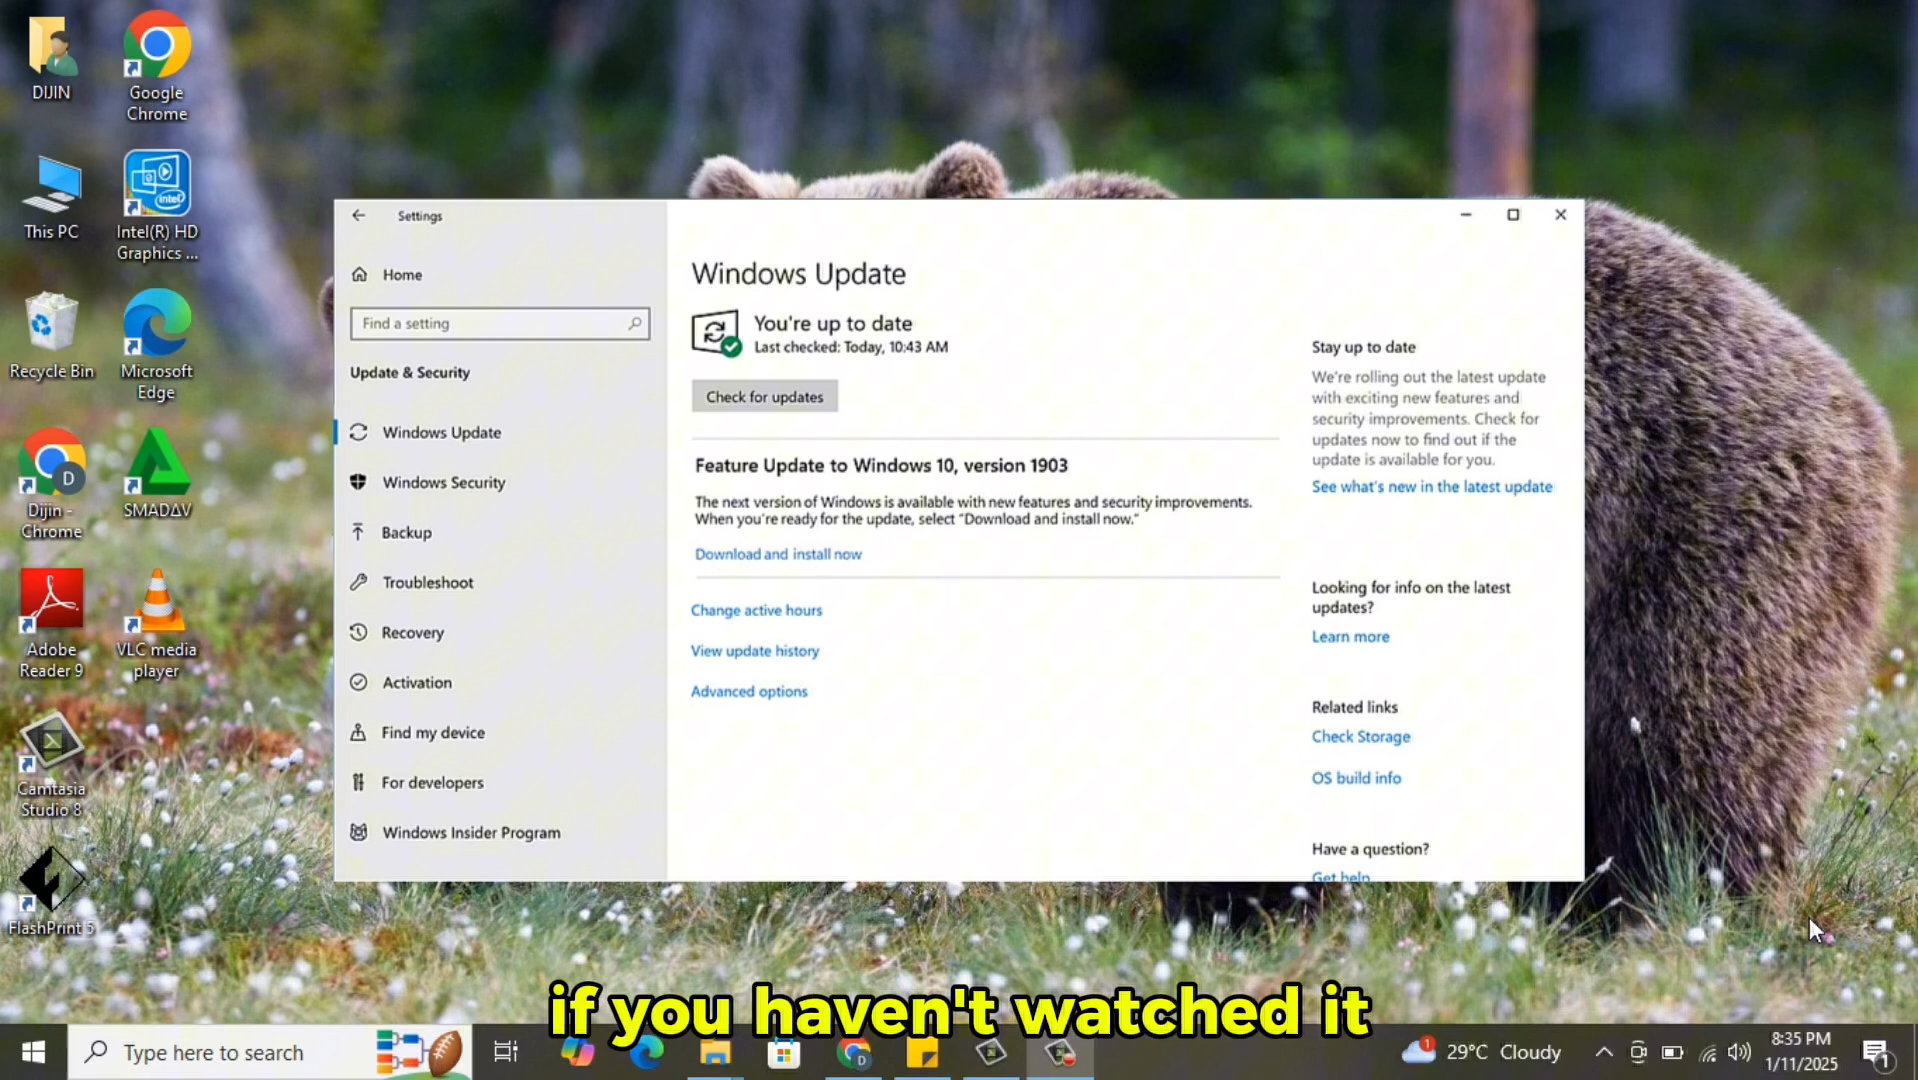 DIJIN
Google
Chrome
This PC
Intel(R) HD
Graphics ...
intel
Recycle Bin
Microsoft
Edge
D
Dijin -
Chrome
SMADΔV
Adobe
Reader 9
VLC media
player
Camtasia
Studio 8
FlashPrint 5
Settings
Home
Find a setting
Update & Security
Windows Update
Windows Security
Backup
Troubleshoot
Recovery
Activation
Find my device
For developers
Windows Insider Program
Windows Update
You're up to date
Last checked: Today, 10:43 AM
Check for updates
Feature Update to Windows 10, version 1903
The next version of Windows is available with new features and security improvements.
When you're ready for the update, select "Download and install now."
Download and install now
Change active hours
View update history
Advanced options
Stay up to date
We're rolling out the latest update
with exciting new features and
security improvements. Check for
updates now to find out if the
update is available for you.
See what's new in the latest update
Looking for info on the latest
updates?
Learn more
Related links
Check Storage
OS build info
Have a question?
Get help
if you haven't watched it
Type here to search
D
1
29°C Cloudy
8:35 PM
1/11/2025
1